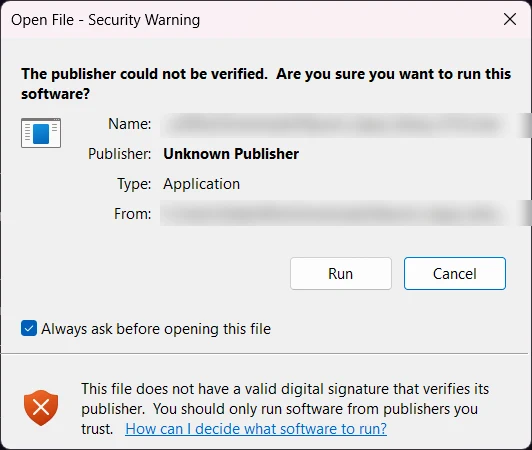 Open File - Security Warning
The publisher could not be verified.  Are you sure you want to run this
software?
Name:
Publisher: Unknown Publisher
Type: Application
From:
Run Cancel
Always ask before opening this file
This file does not have a valid digital signature that verifies its
publisher.  You should only run software from publishers you
trust.  How can I decide what software to run?